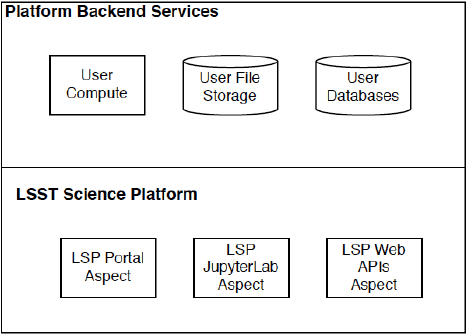 Platform Backend Services
User
Compute
User File
Storage
User
Databases
LSST Science Platform
LSP Portal
Aspect
LSP
JupyterLab
Aspect
LSP Web
APIs
Aspect